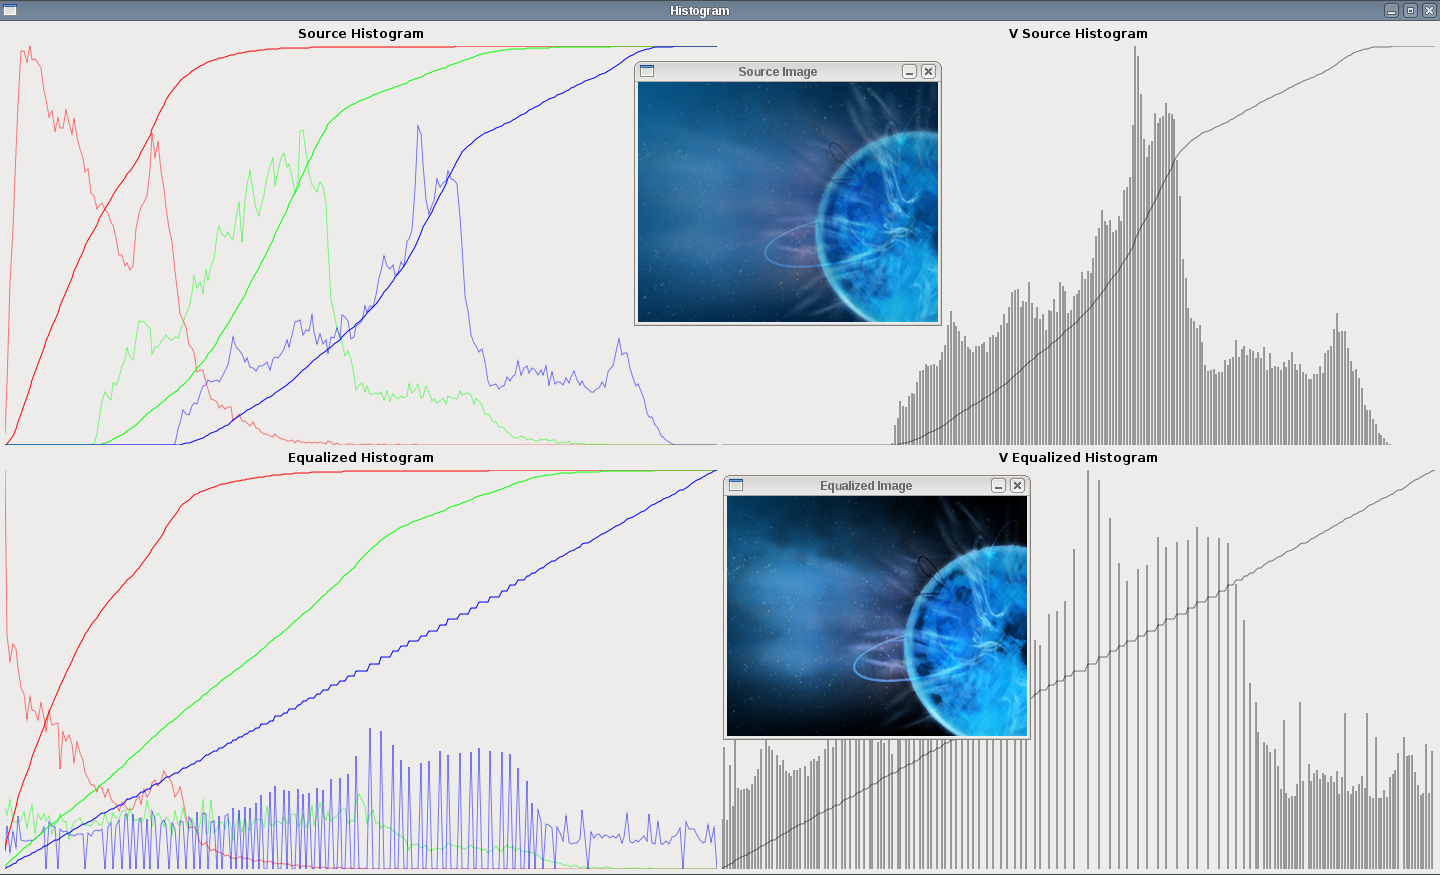 Histogram
Source Histogram
V Source Histogram
Source Image
Equalized Histogram
V Equalized Histogram
Equalized Image